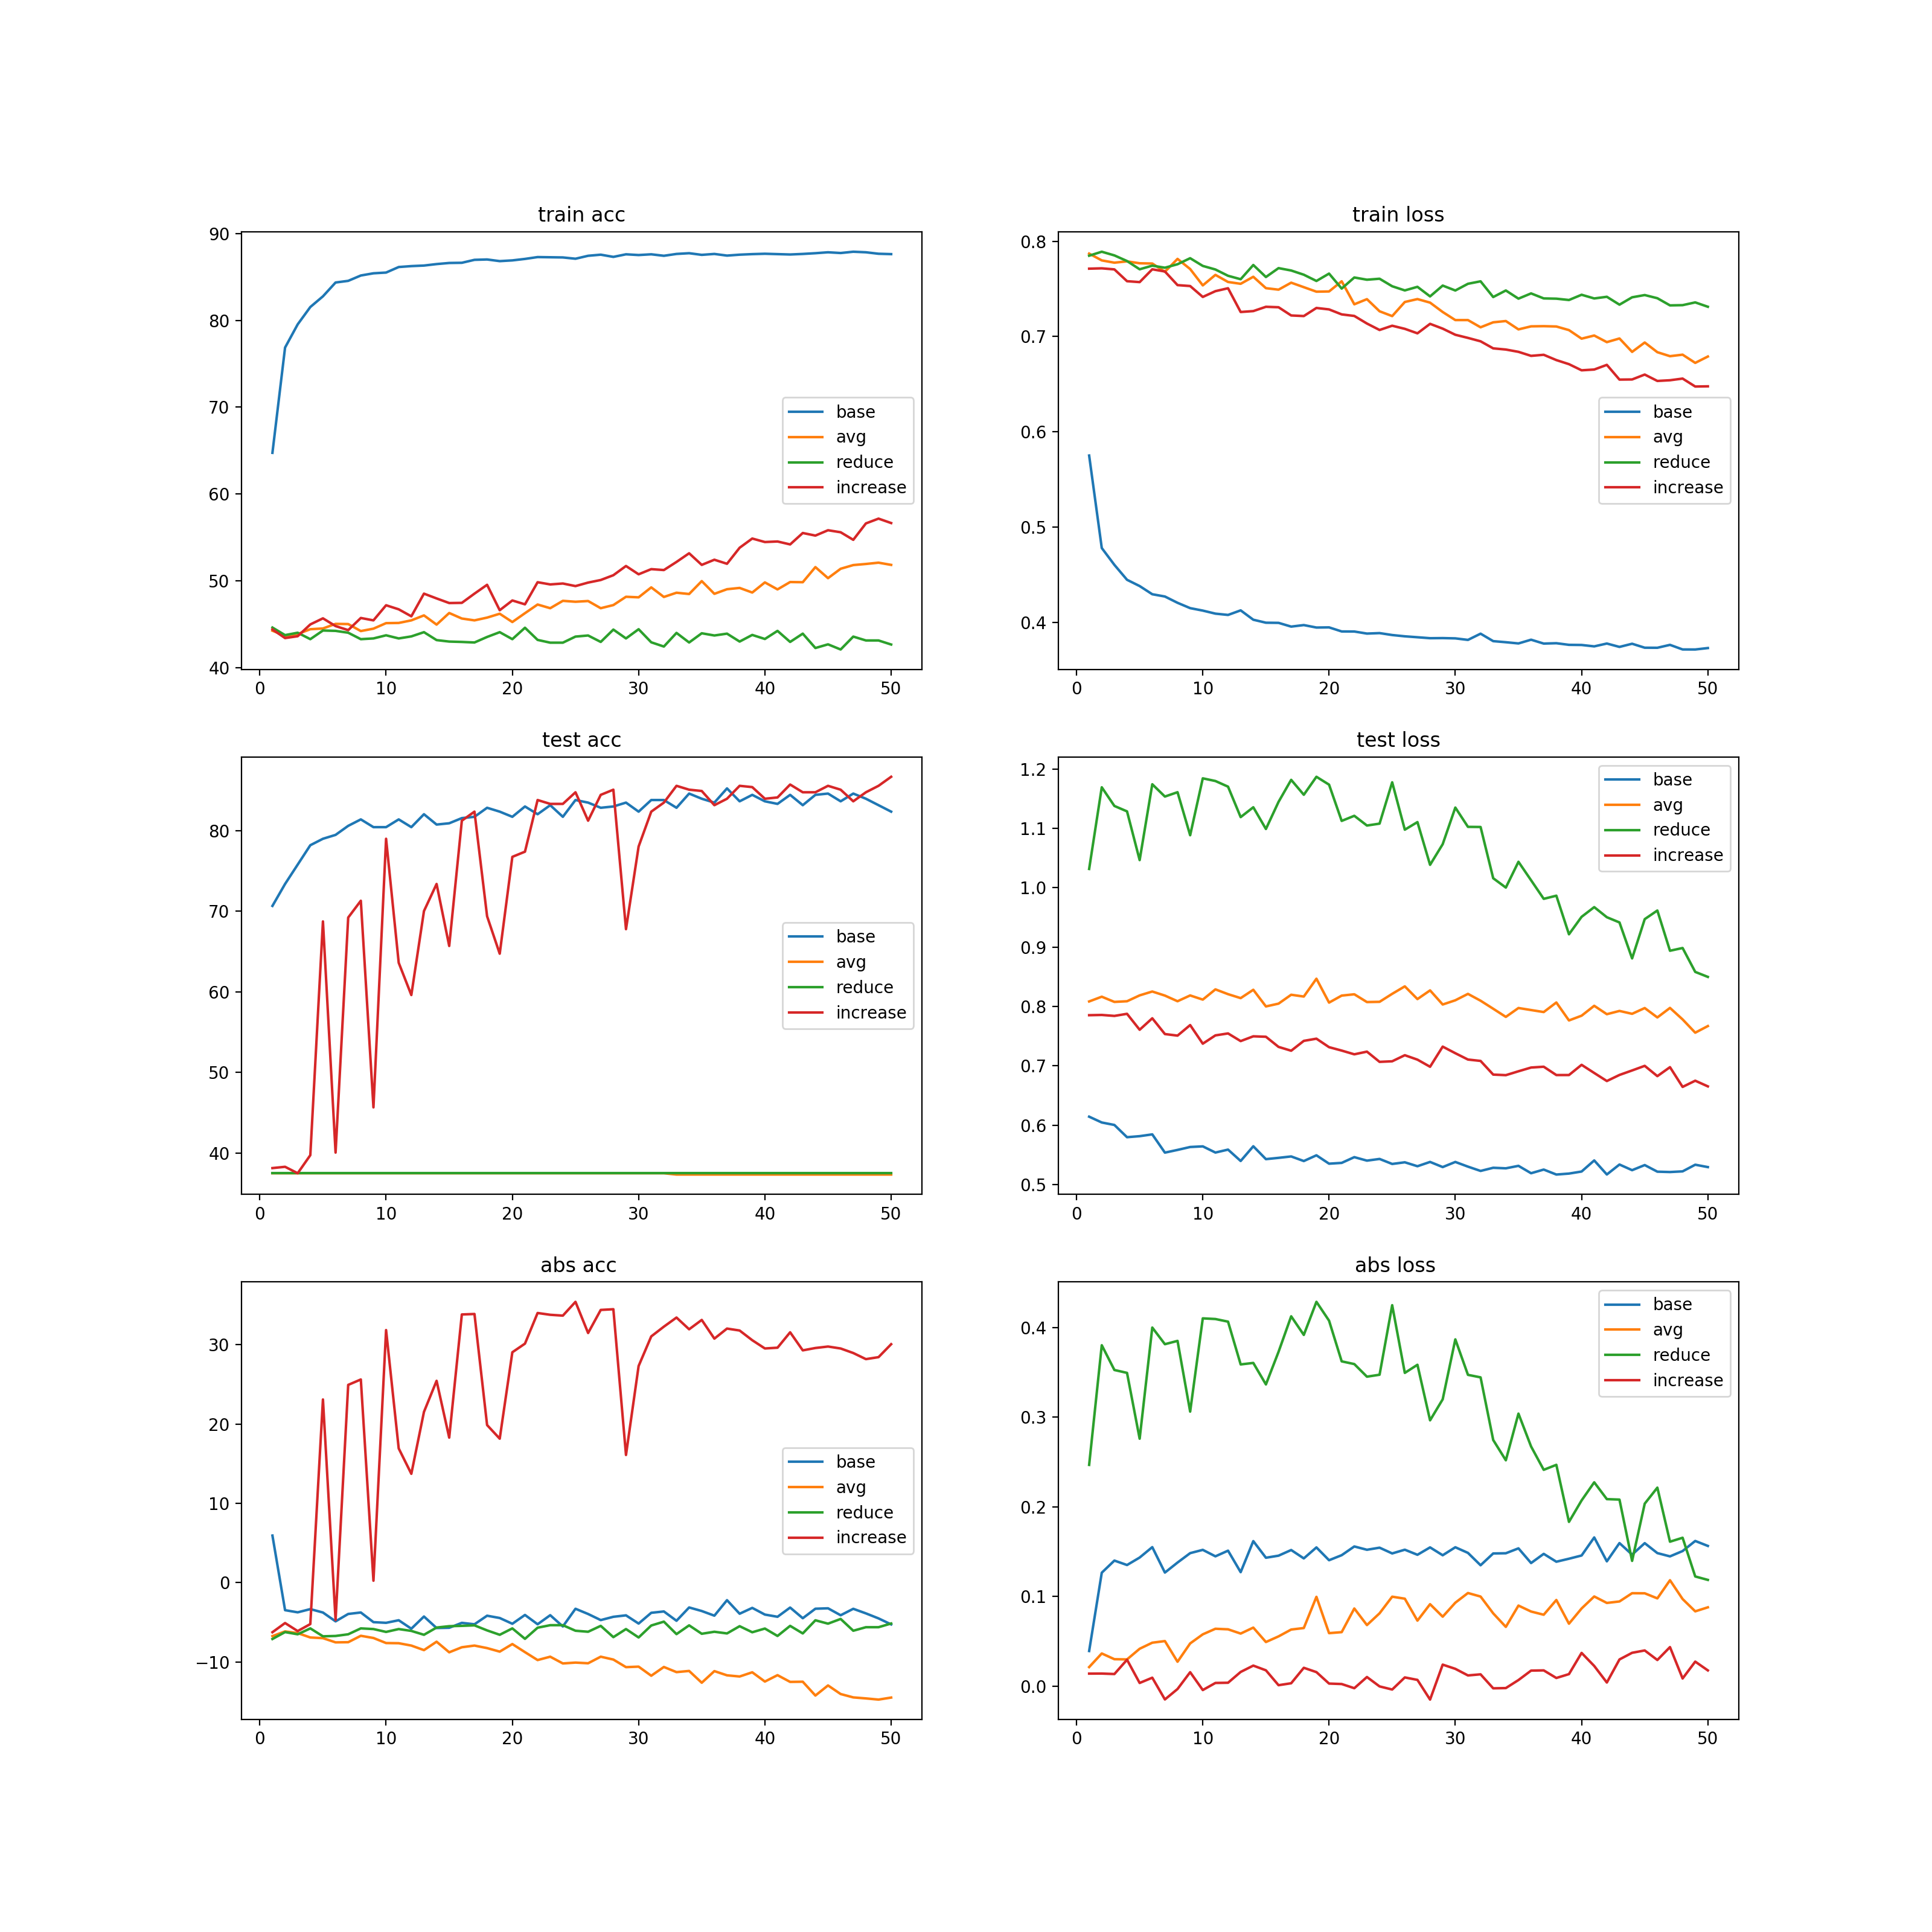 train acc
90
80
70
60
50
40
0 10 20 30 40 50
base
avg
reduce
increase
train loss
0.8
0.7
0.6
0.5
0.4
0 10 20 30 40 50
base
avg
reduce
increase
test acc
80
70
60
50
40
0 10 20 30 40 50
base
avg
reduce
increase
test loss
1.2
1.1
1.0
0.9
0.8
0.7
0.6
0.5
0 10 20 30 40 50
base
avg
reduce
increase
abs acc
30
20
10
0
−10
0 10 20 30 40 50
base
avg
reduce
increase
abs loss
0.4
0.3
0.2
0.1
0.0
0 10 20 30 40 50
base
avg
reduce
increase